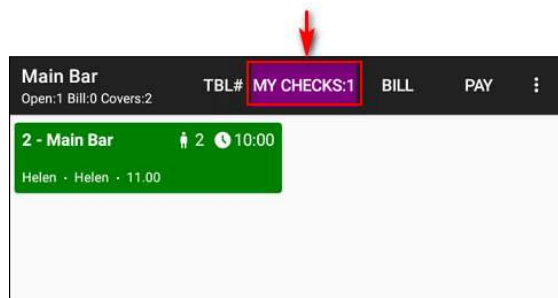 Main Bar
Open:1 Bill:0 Covers:2
TBL# MY CHECKS:1 BILL PAY
2 - Main Bar 2 10:00
Helen · Helen · 11.00